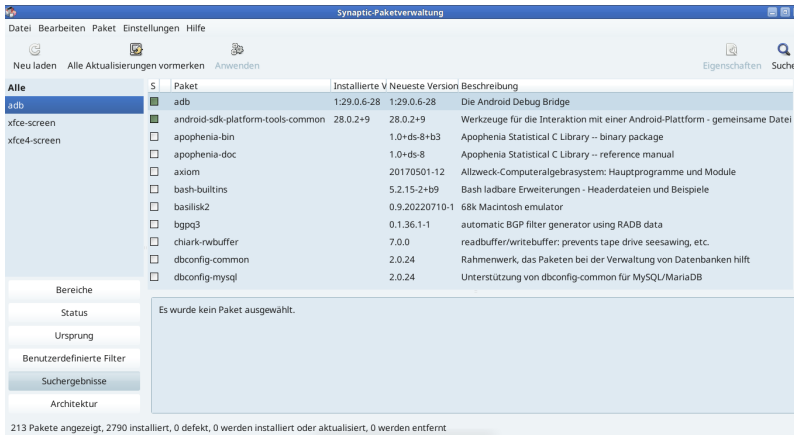 Synaptic-Paketverwaltung
Datei Bearbeiten Paket Einstellungen Hilfe
Neu laden Alle Aktualisierungen vormerken Anwenden Eigenschaften Suche
Alle
adb
xfce-screen
xfce4-screen
S Paket Installierte V Neueste Version Beschreibung
adb 1:29.0.6-28 1:29.0.6-28 Die Android Debug Bridge
android-sdk-platform-tools-common 28.0.2+9 28.0.2+9 Werkzeuge für die Interaktion mit einer Android-Plattform - gemeinsame Datei
apophenia-bin 1.0+ds-8+b3 Apophenia Statistical C Library -- binary package
apophenia-doc 1.0+ds-8 Apophenia Statistical C Library -- reference manual
axiom 20170501-12 Allzweck-Computeralgebrasystem: Hauptprogramme und Module
bash-builtins 5.2.15-2+b9 Bash ladbare Erweiterungen - Headerdateien und Beispiele
basilisk2 0.9.20220710-1 68k Macintosh emulator
bgpq3 0.1.36.1-1 automatic BGP filter generator using RADB data
chiark-rwbuffer 7.0.0 readbuffer/writebuffer: prevents tape drive seesawing, etc.
dbconfig-common 2.0.24 Rahmenwerk, das Paketen bei der Verwaltung von Datenbanken hilft
dbconfig-mysql 2.0.24 Unterstützung von dbconfig-common für MySQL/MariaDB
Bereiche
Status
Ursprung
Benutzerdefinierte Filter
Suchergebnisse
Architektur
Es wurde kein Paket ausgewählt.
213 Pakete angezeigt, 2790 installiert, 0 defekt, 0 werden installiert oder aktualisiert, 0 werden entfernt